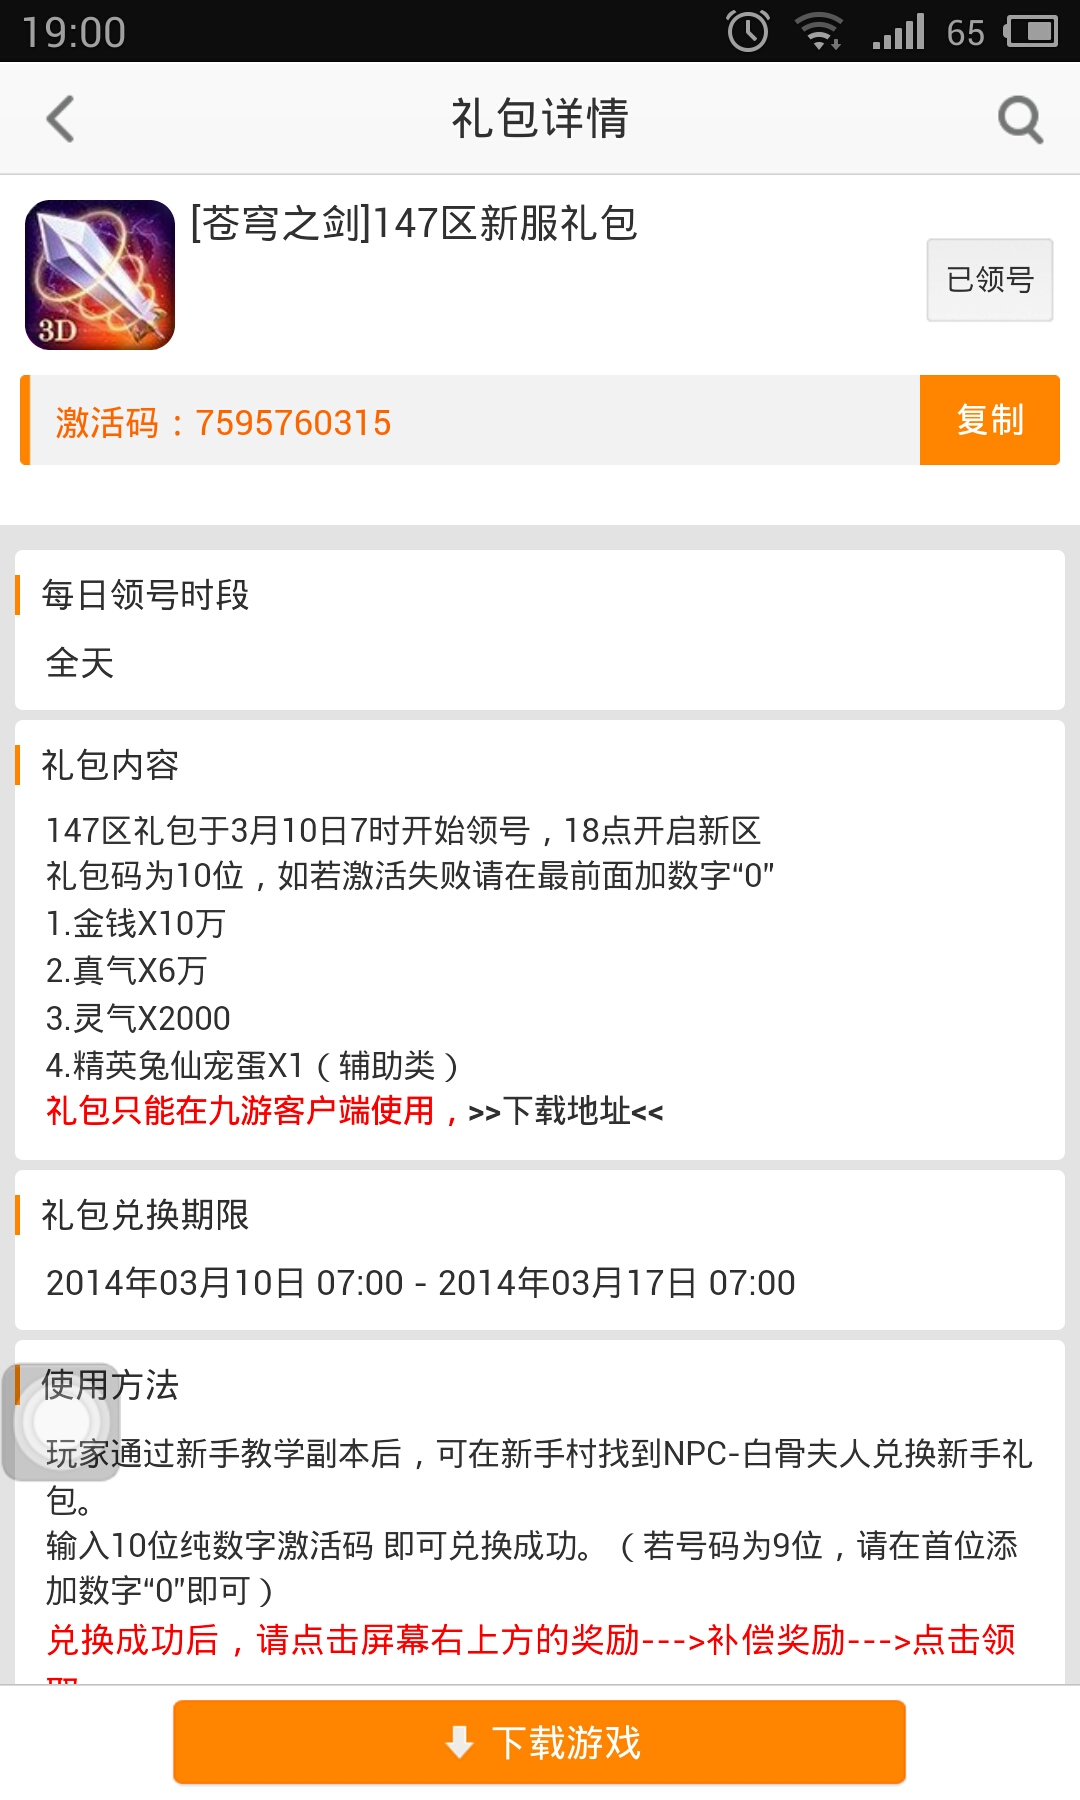 19:00
65
礼包详情
[苍穹之剑]147区新服礼包
3D
已领号
激活码：7595760315
复制
每日领号时段
全天
礼包内容
147区礼包于3月10日7时开始领号，18点开启新区
礼包码为10位，如若激活失败请在最前面加数字“0”
1.金钱X10万
2.真气X6万
3.灵气X2000
4.精英兔仙宠蛋X1（辅助类）
礼包只能在九游客户端使用，>>下载地址<<
礼包兑换期限
2014年03月10日 07:00 - 2014年03月17日 07:00
使用方法
玩家通过新手教学副本后，可在新手村找到NPC-白骨夫人兑换新手礼
包。
输入10位纯数字激活码 即可兑换成功。（若号码为9位，请在首位添
加数字“0”即可）
兑换成功后，请点击屏幕右上方的奖励--->补偿奖励--->点击领
下载游戏